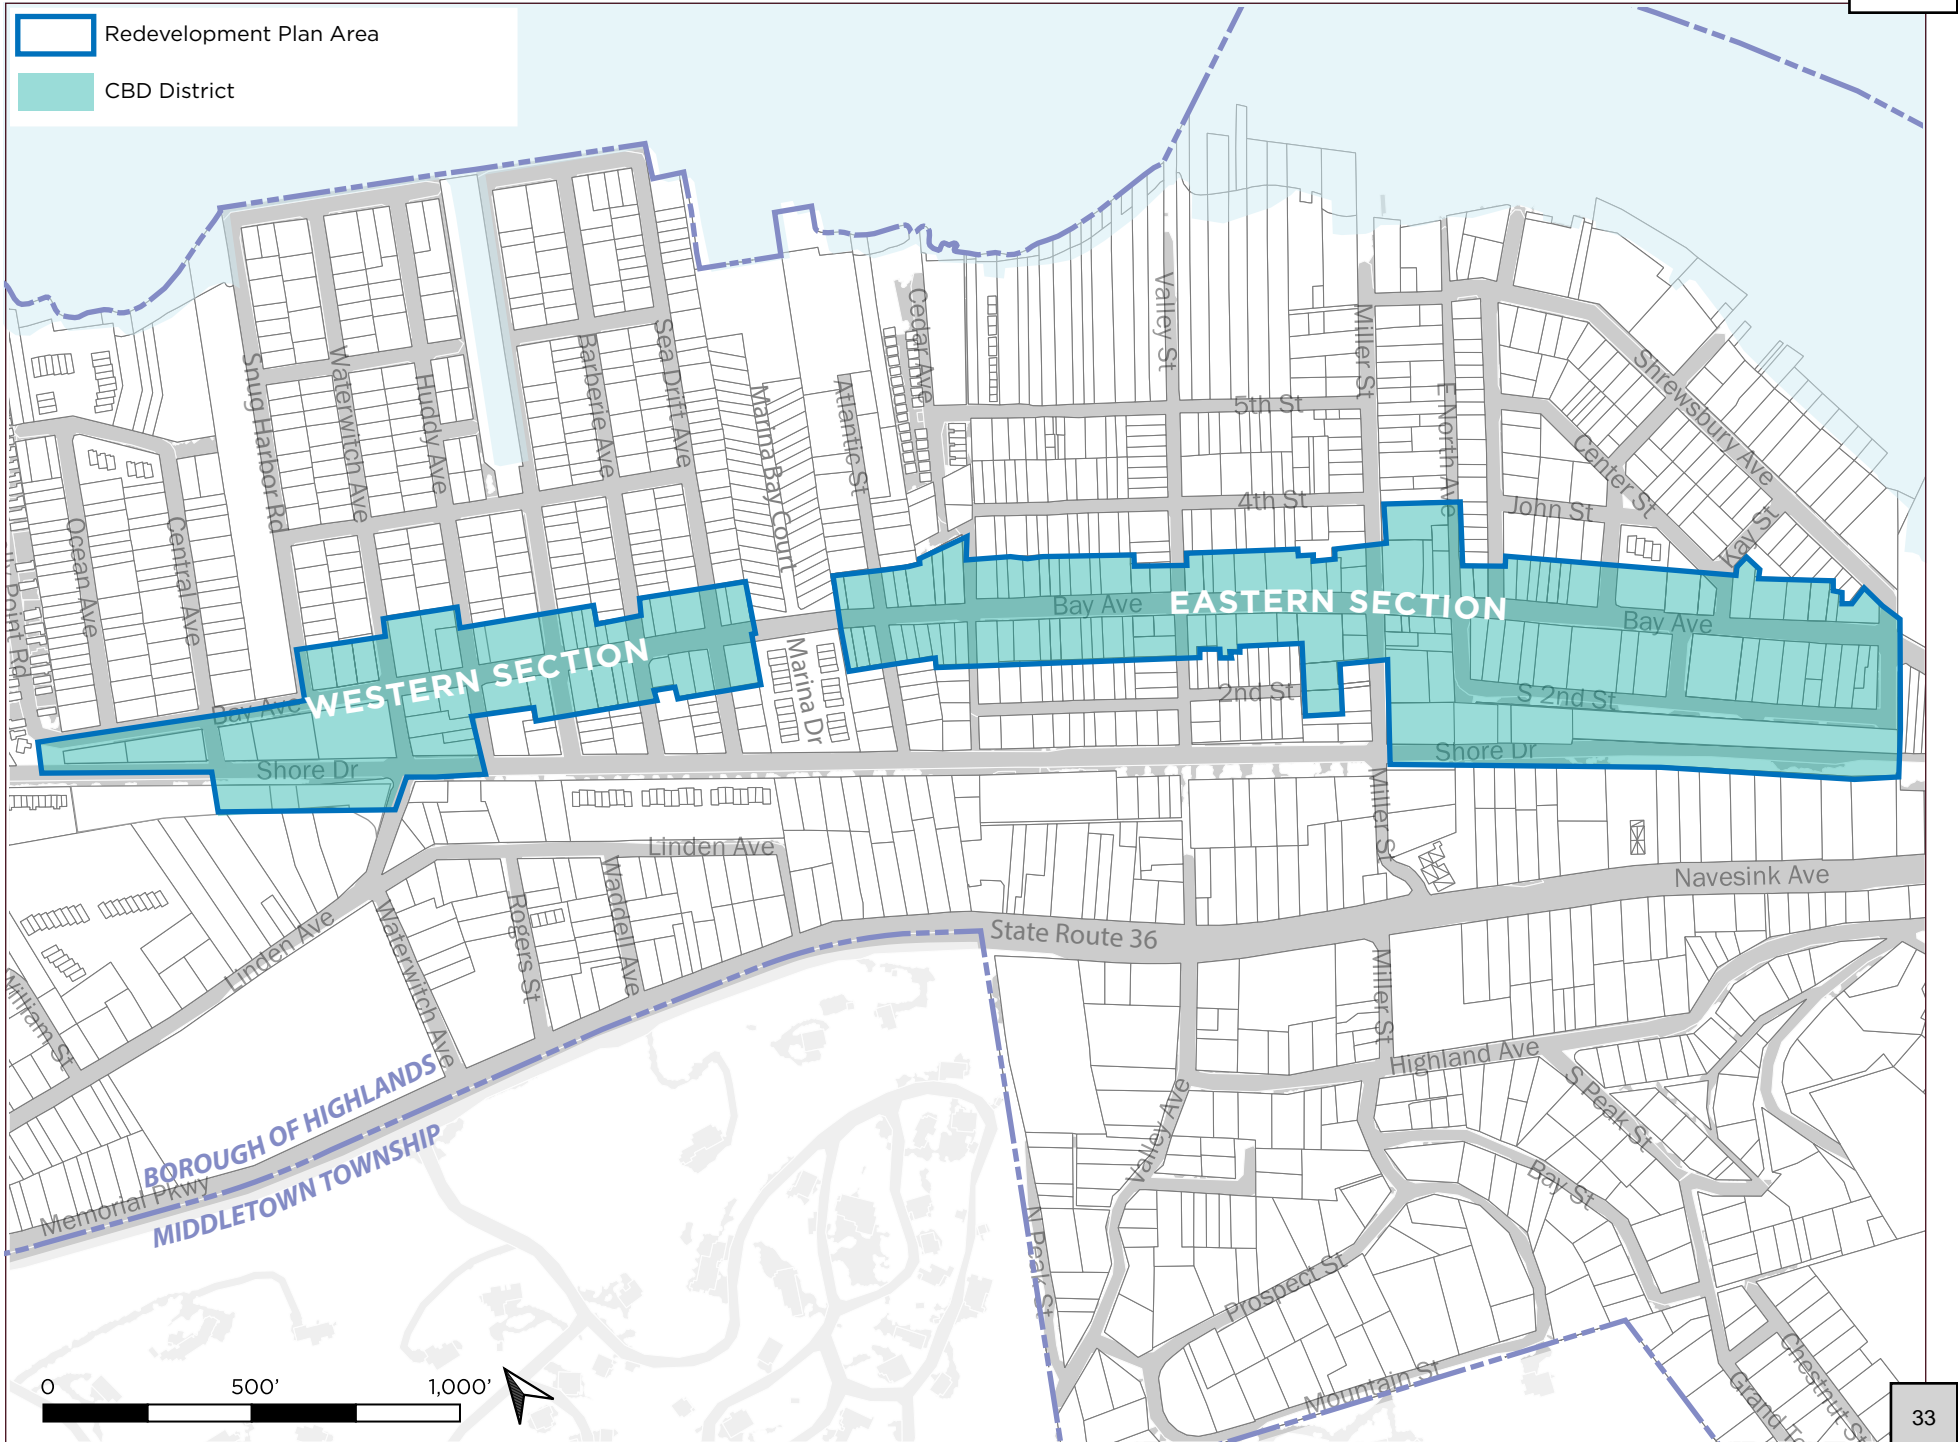 Redevelopment Plan Area
CBD District
Snug Harbor Rd
Waterwitch Ave
Huddy Ave
Barberie Ave
Sea Drift Ave
Marina Bay Court
Atlantic St
Cedar Ave
Valley St
Miller St
E North Ave
Shrewsbury Ave
5th St
4th St
Center St
John St
Kay St
Ocean Ave
Central Ave
Point Rd
Bay Ave
WESTERN SECTION
Bay Ave
EASTERN SECTION
Bay Ave
Marina Dr
2nd St
S 2nd St
Shore Dr
Shore Dr
Miller St
Linden Ave
Navesink Ave
Waddell Ave
Rogers St
Waterwitch Ave
Linden Ave
State Route 36
William St
Miller St
Highland Ave
S Peak St
BOROUGH OF HIGHLANDS
MIDDLETOWN TOWNSHIP
Memorial Pkwy
Valley Ave
Bay St
N Peak St
Prospect St
Mountain St
Chestnut St
Grand
0 500’ 1,000’
33